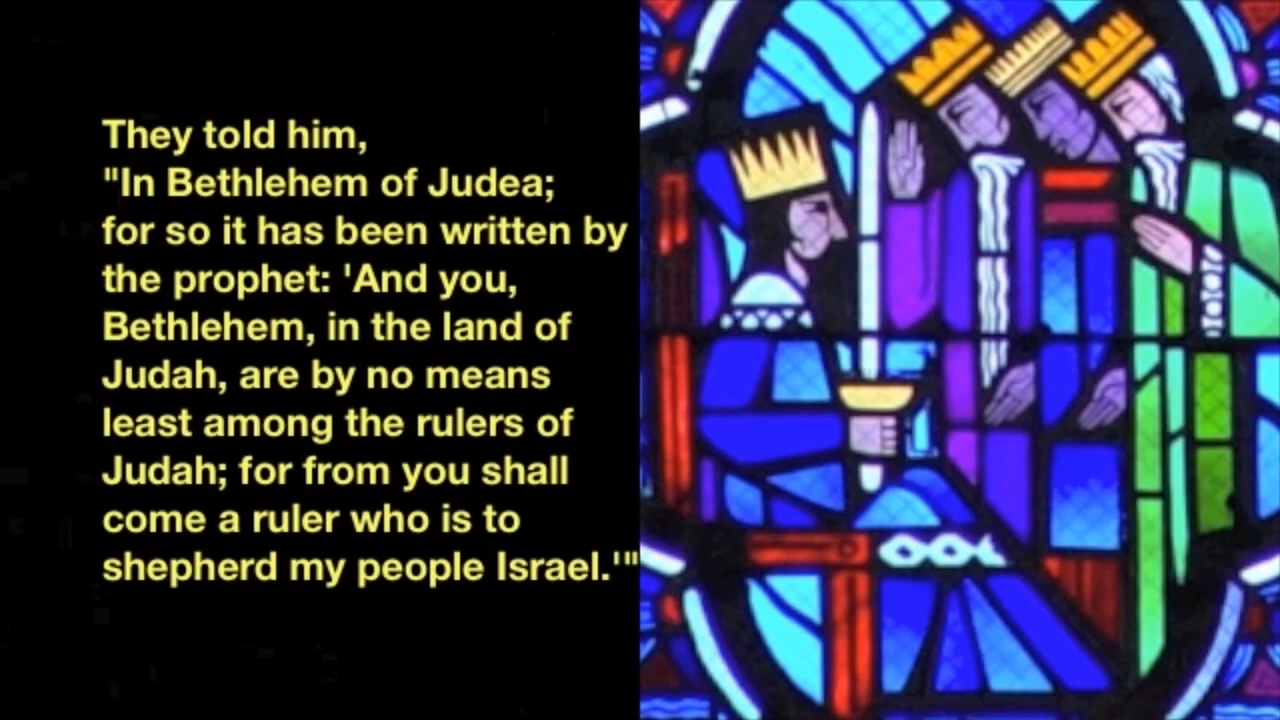 They told him,
"In Bethlehem of Judea;
for so it has been written by
the prophet: 'And you,
Bethlehem, in the land of
Judah, are by no means
least among the rulers of
Judah; for from you shall
come a ruler who is to
shepherd my people Israel.'"